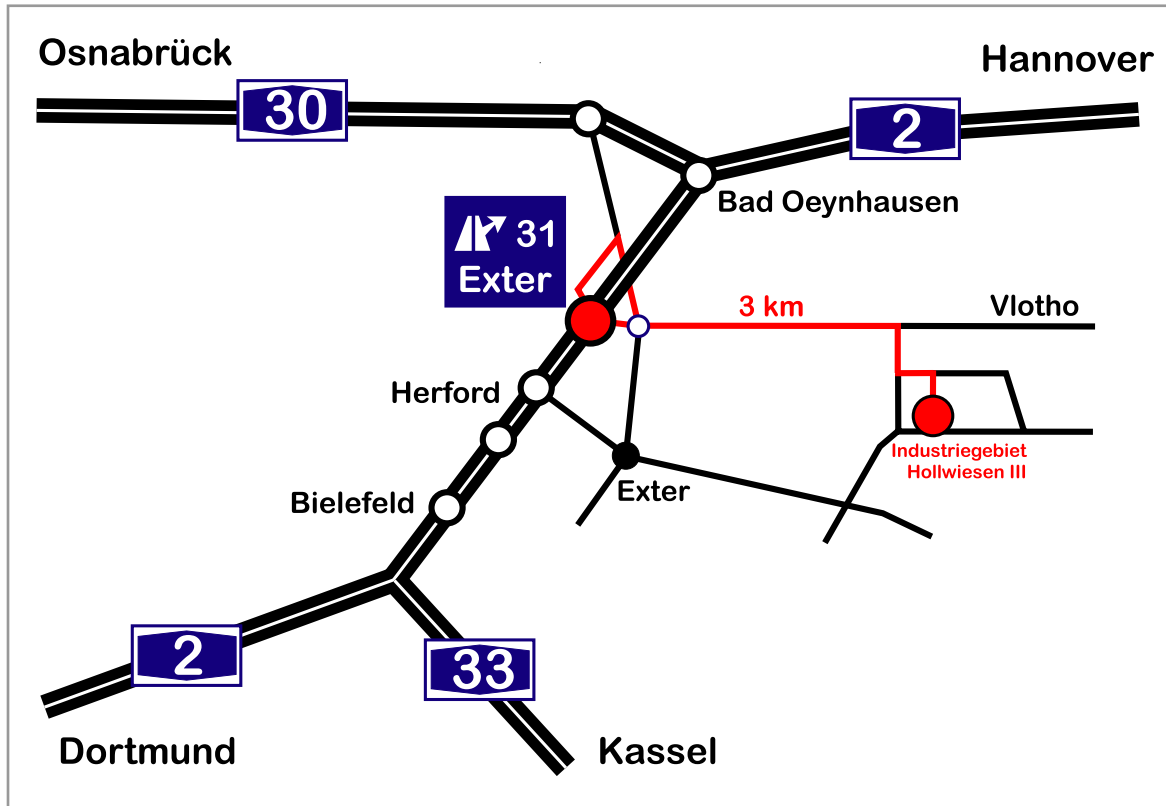 Osnabrück
Hannover
30
2
Bad Oeynhausen
31
Exter
3 km
Vlotho
Herford
Industriegebiet
Hollwiesen III
Exter
Bielefeld
2
33
Dortmund
Kassel